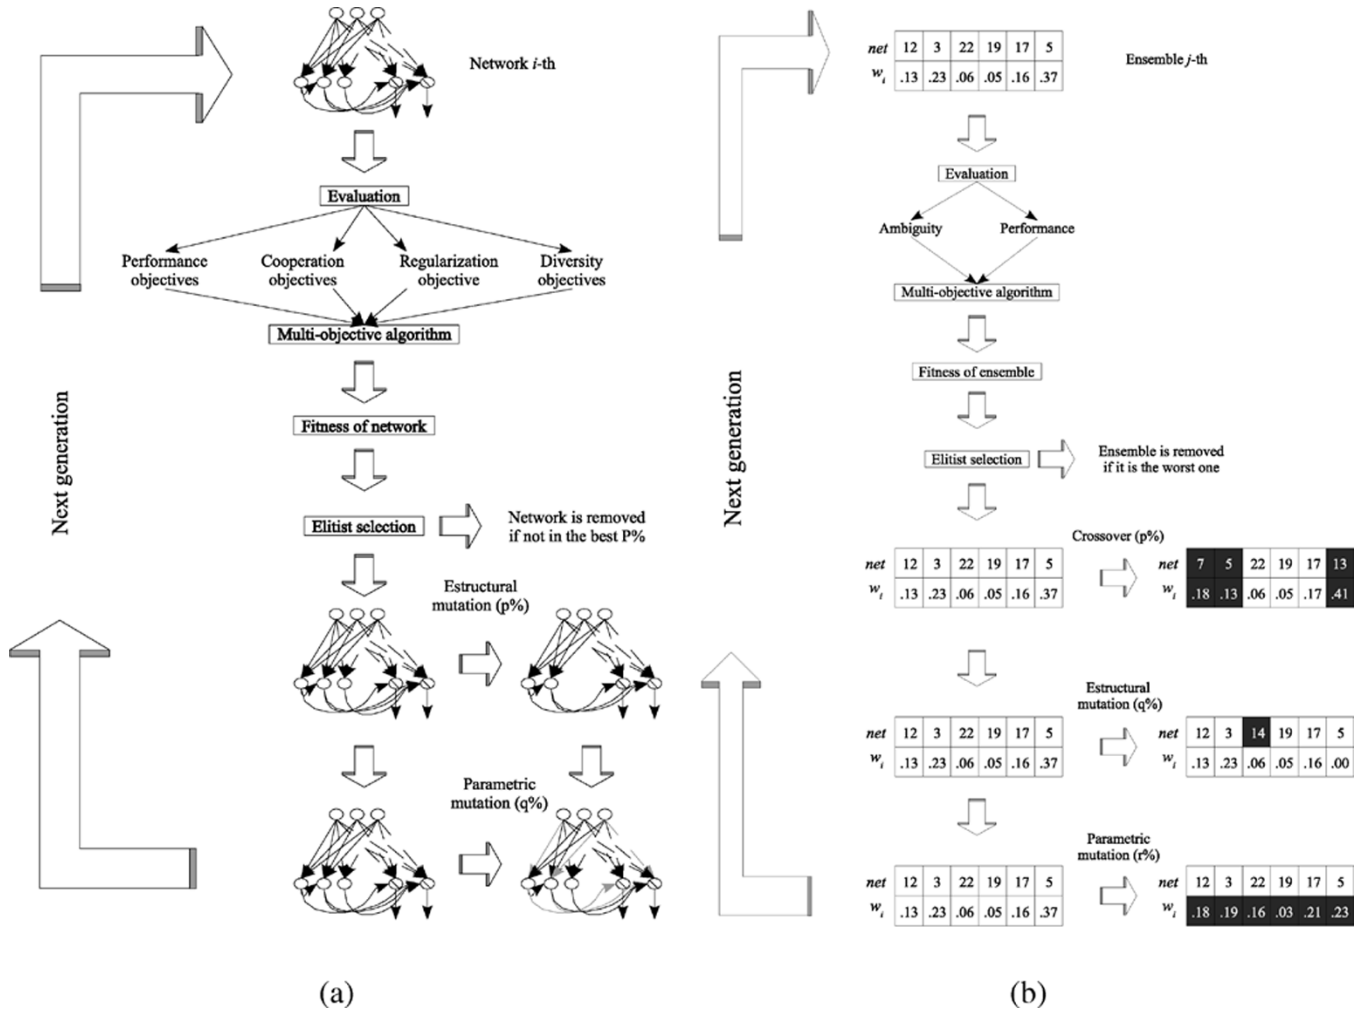 Network i-th
Evaluation
Performance objectives
Cooperation objectives
Regularization objective
Diversity objectives
Multi-objective algorithm
Fitness of network
Elitist selection
Network is removed
if not in the best P%
Estructural
mutation (p%)
Parametric
mutation (q%)
Next generation
(a)
net 12 3 22 19 17 5
wi .13 .23 .06 .05 .16 .37
Ensemble j-th
Evaluation
Ambiguity Performance
Multi-objective algorithm
Fitness of ensemble
Elitist selection
Ensemble is removed
if it is the worst one
Crossover (p%)
net 12 3 22 19 17 5
wi .13 .23 .06 .05 .16 .37
net 7 5 22 19 17 13
wi .18 .13 .06 .05 .17 .41
Estructural
mutation (q%)
net 12 3 22 19 17 5
wi .13 .23 .06 .05 .16 .37
net 12 3 14 19 17 5
wi .13 .23 .06 .05 .16 .00
Parametric
mutation (r%)
net 12 3 22 19 17 5
wi .13 .23 .06 .05 .16 .37
net 12 3 22 19 17 5
wi .18 .19 .16 .03 .21 .23
Next generation
(b)